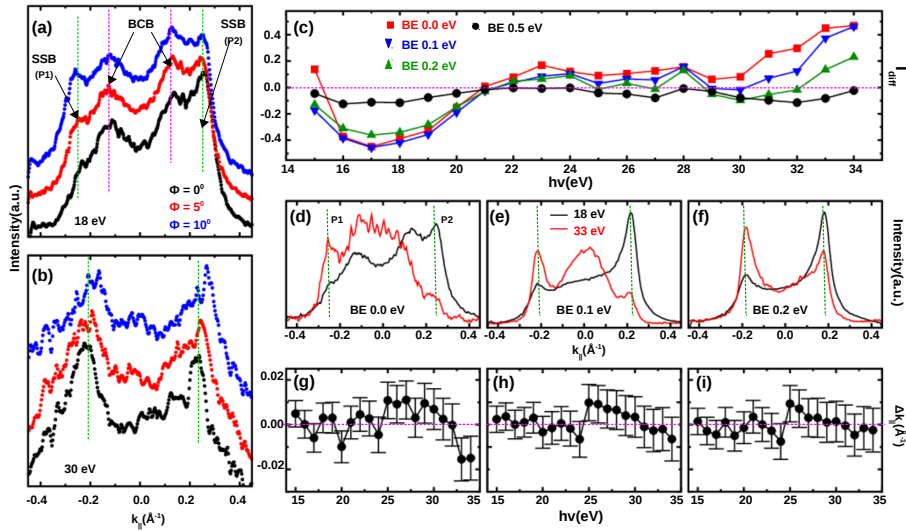 (a)
SSB
(P1)
BCB
SSB
(P2)
Φ = 0⁰
Φ = 5⁰
Φ = 10⁰
18 eV
(b)
30 eV
-0.4 -0.2 0.0 0.2 0.4
k||(Å⁻¹)
Intensity(a.u.)
(c)
BE 0.0 eV
BE 0.5 eV
BE 0.1 eV
BE 0.2 eV
0.4
0.2
0.0
-0.2
-0.4
I diff
14 16 18 20 22 24 26 28 30 32 34
hν(eV)
(d)
P1
P2
BE 0.0 eV
-0.4 -0.2 0.0 0.2 0.4
(e)
18 eV
33 eV
BE 0.1 eV
-0.4 -0.2 0.0 0.2 0.4
k||(Å⁻¹)
(f)
BE 0.2 eV
-0.4 -0.2 0.0 0.2 0.4
Intensity(a.u.)
0.02
0.00
-0.02
(g)
15 20 25 30 35
(h)
15 20 25 30 35
hν(eV)
(i)
15 20 25 30 35
0.02
0.00
-0.02
Δk||(Å⁻¹)